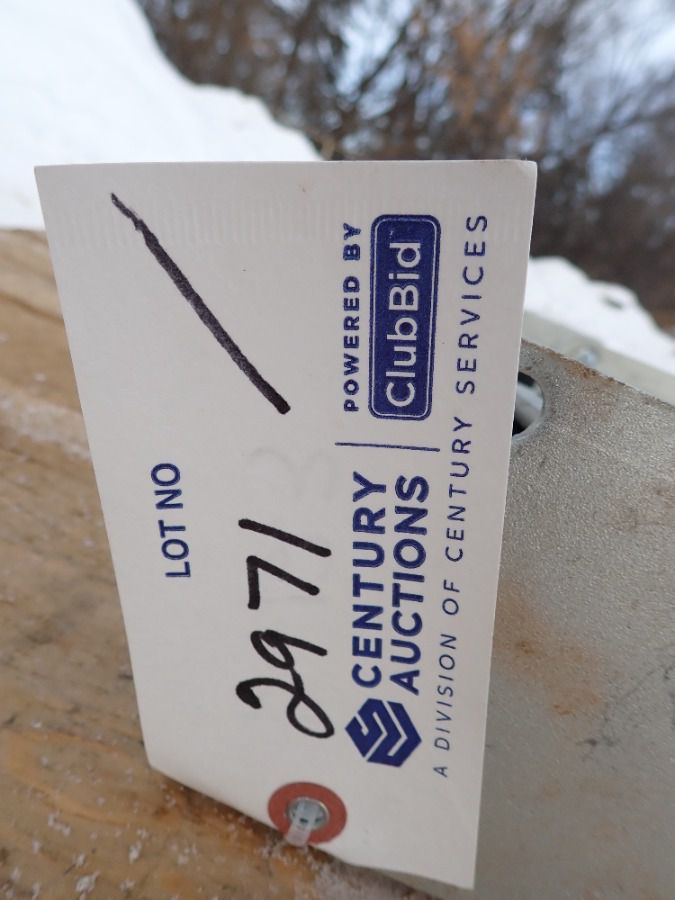 LOT NO
2971
CENTURY AUCTIONS
POWERED BY
ClubBid
A DIVISION OF CENTURY SERVICES